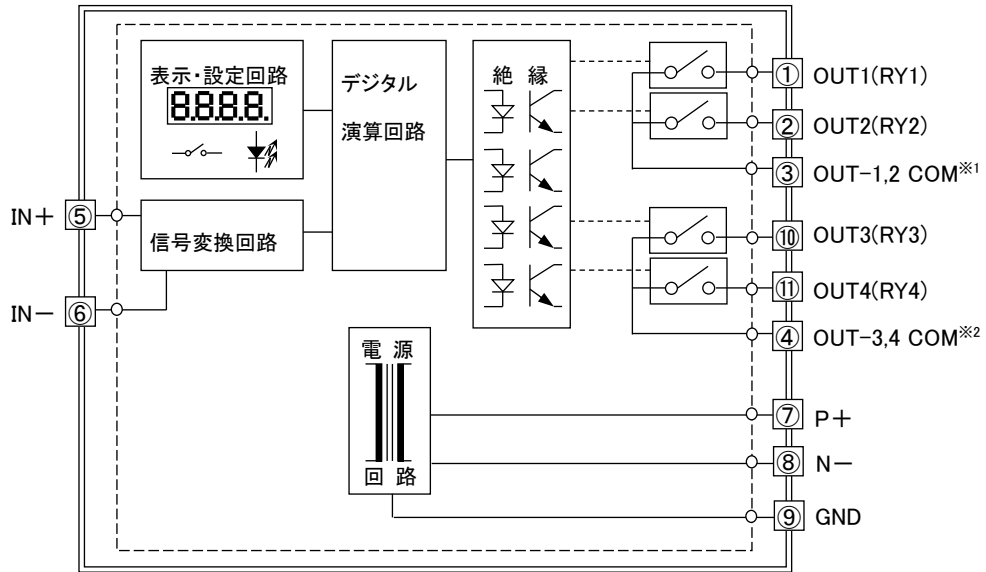 表示・設定回路
8.8.8.8.
デジタル
演算回路
絶 縁
信号変換回路
IN＋ ⑤
IN－ ⑥
① OUT1(RY1)
② OUT2(RY2)
③ OUT-1,2 COM※1
⑩ OUT3(RY3)
⑪ OUT4(RY4)
④ OUT-3,4 COM※2
電 源
回 路
⑦ P＋
⑧ N－
⑨ GND